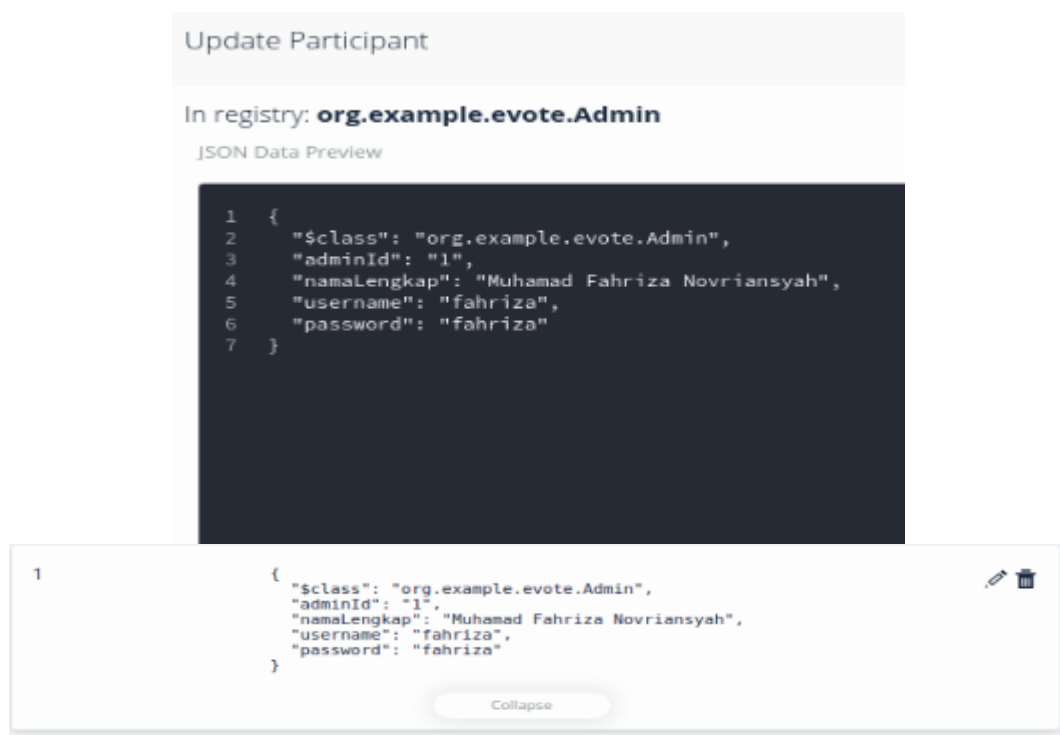 Update Participant
In registry: org.example.evote.Admin
JSON Data Preview
1 {
2 "$class": "org.example.evote.Admin",
3 "adminId": "1",
4 "namaLengkap": "Muhamad Fahriza Novriansyah",
5 "username": "fahriza",
6 "password": "fahriza"
7 }
1 {
"$class": "org.example.evote.Admin",
"adminId": "1",
"namaLengkap": "Muhamad Fahriza Novriansyah",
"username": "fahriza",
"password": "fahriza"
}
Collapse